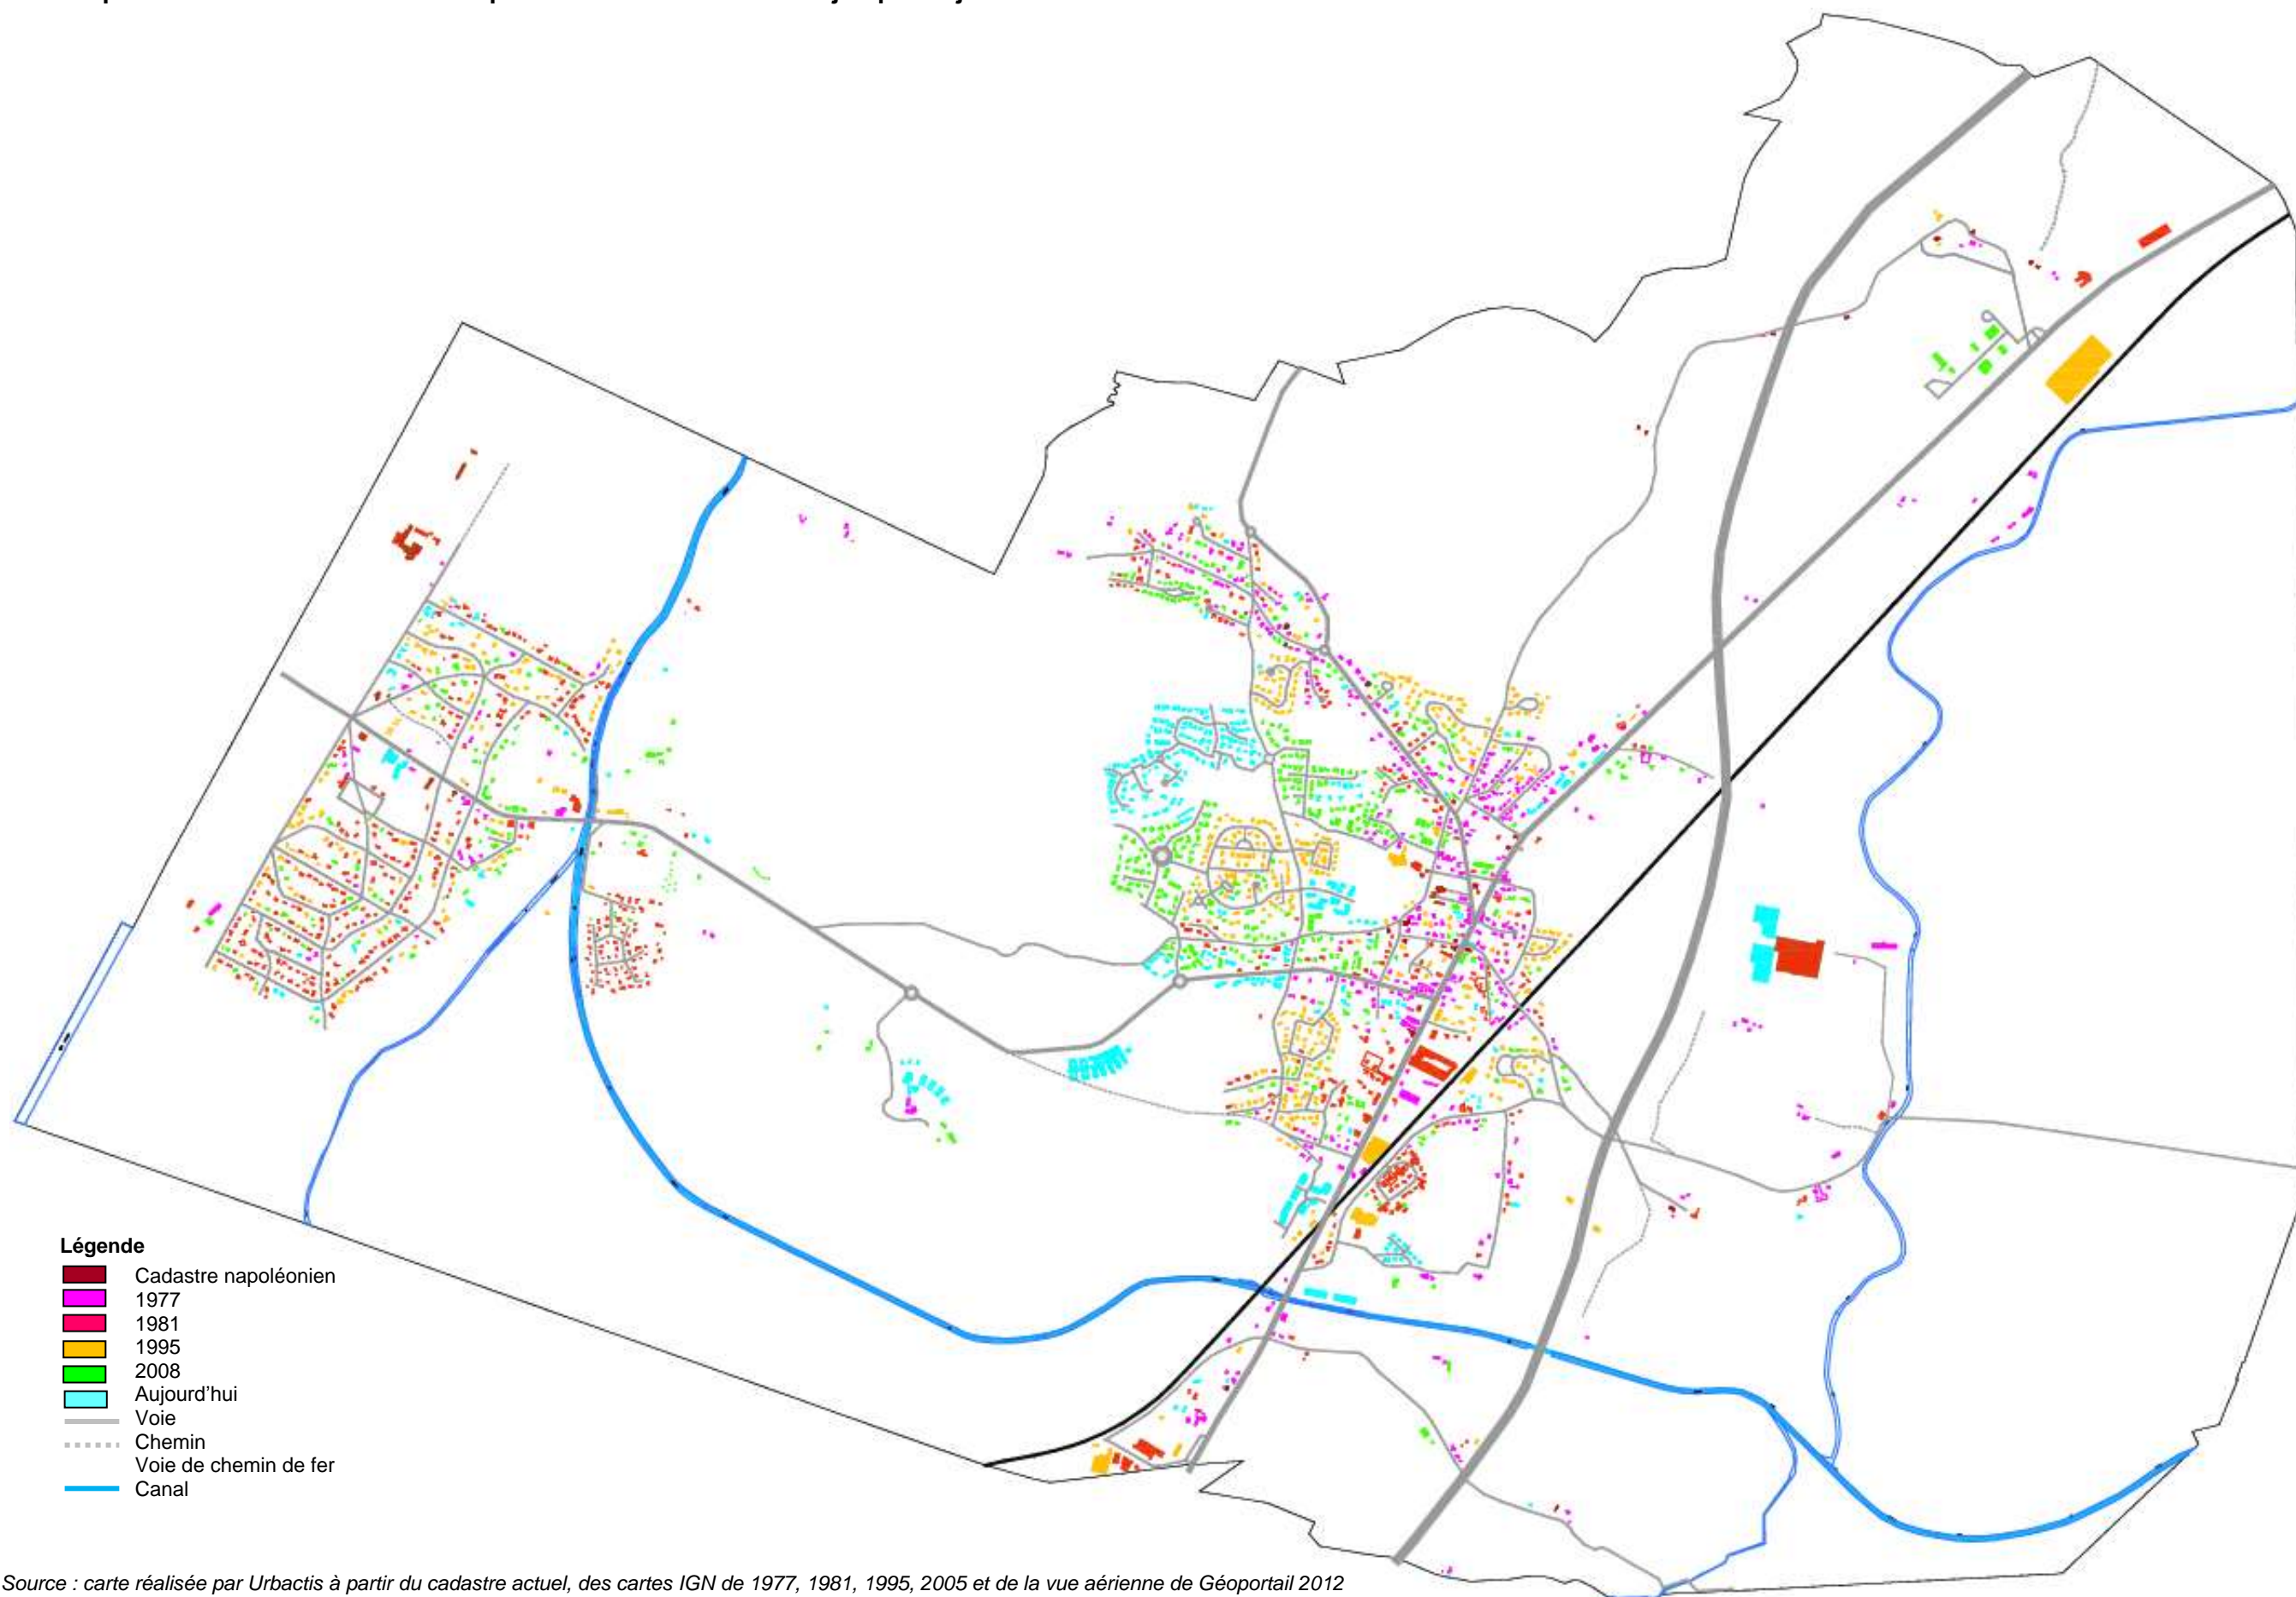 Légende
Cadastre napoléonien
1977
1981
1995
2008
Aujourd'hui
Voie
Chemin
Voie de chemin de fer
Canal
Source : carte réalisée par Urbactis à partir du cadastre actuel, des cartes IGN de 1977, 1981, 1995, 2005 et de la vue aérienne de Géoportail 2012